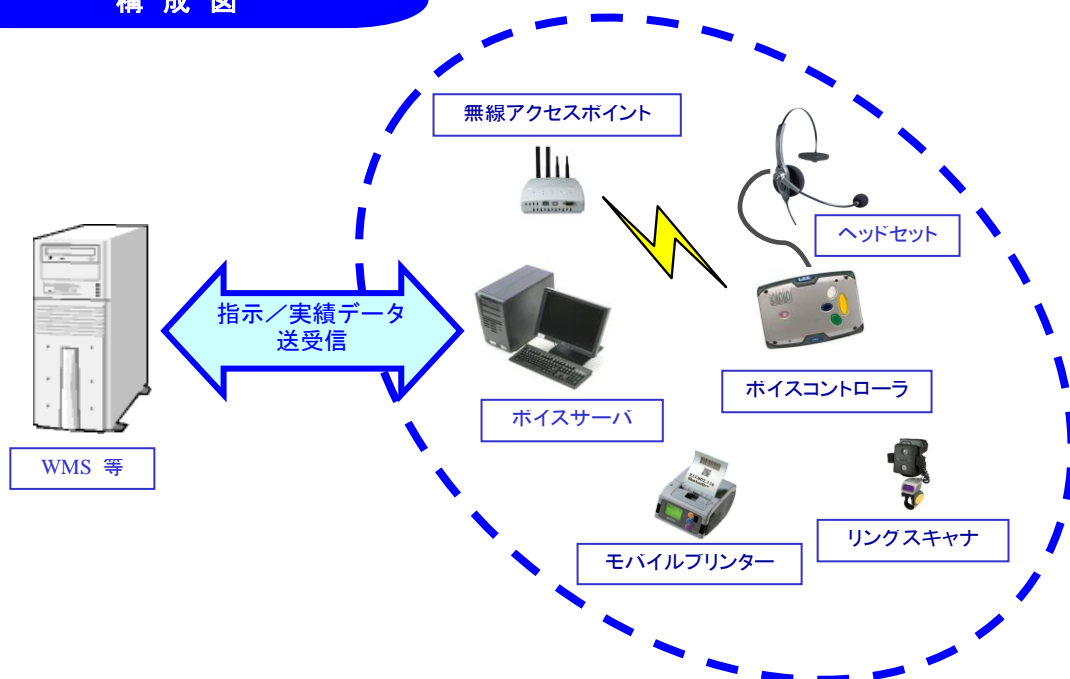 構 成 図
無線アクセスポイント
ヘッドセット
指示／実績データ
送受信
ボイスコントローラ
ボイスサーバ
WMS 等
リングスキャナ
モバイルプリンター